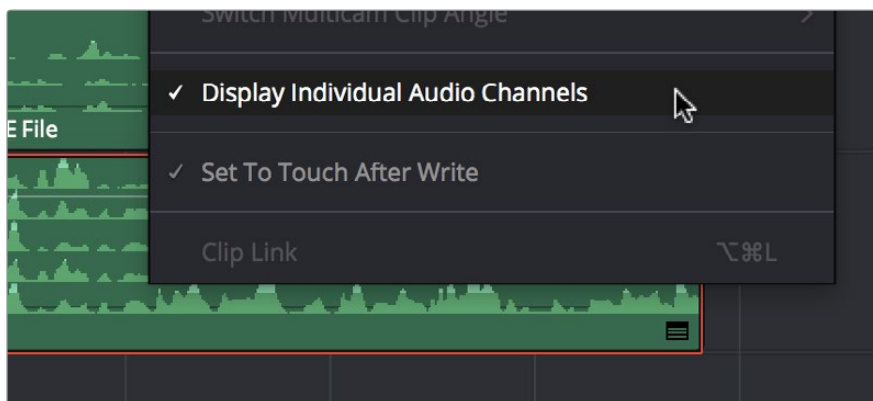 Switch Multicam Clip Angle
Display Individual Audio Channels
E File
Set To Touch After Write
Clip Link ⌥⌘L